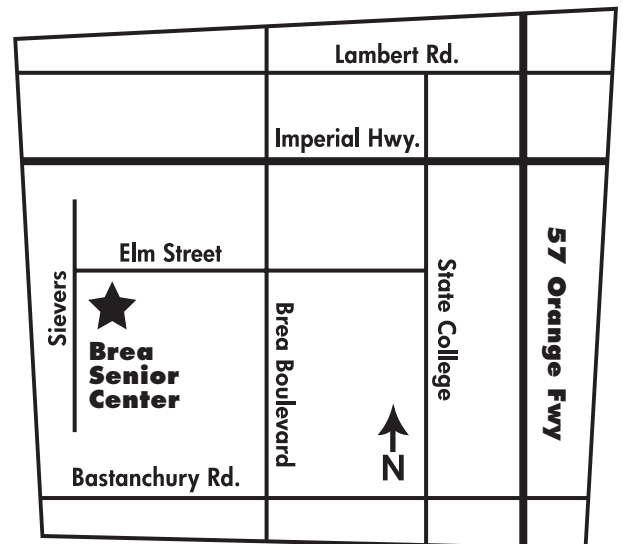 Lambert Rd.
Imperial Hwy.
Elm Street
Sievers
Brea
Senior
Center
Brea Boulevard
State College
57 Orange Fwy
N
Bastanchury Rd.